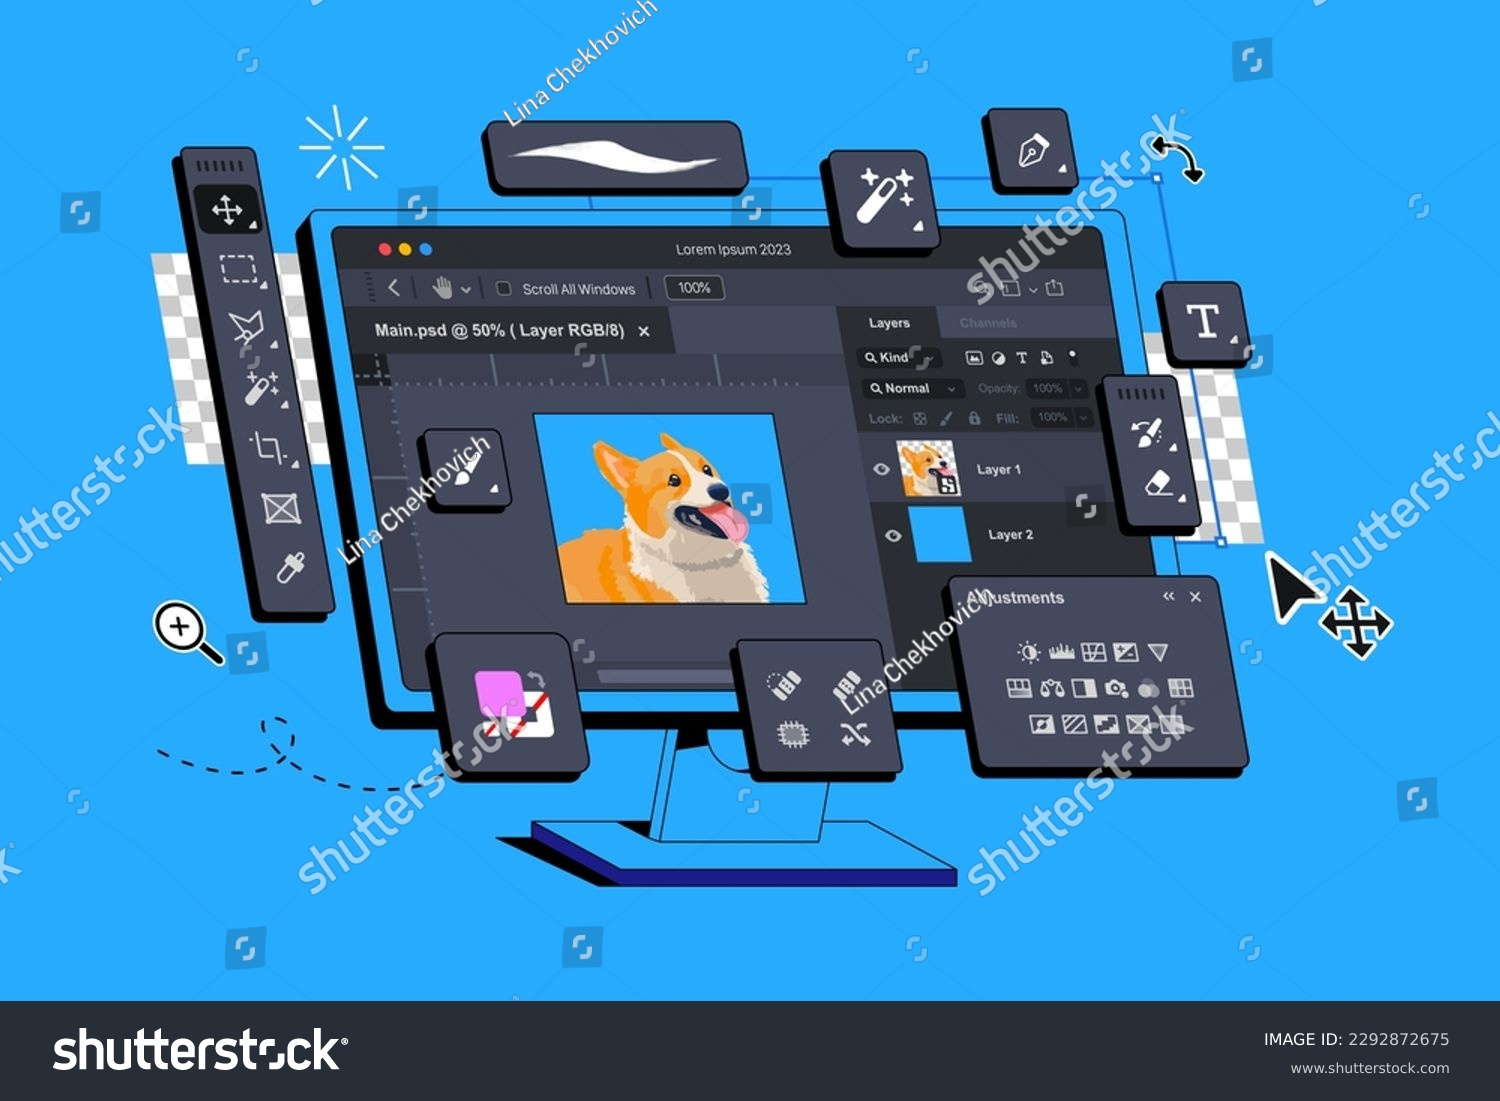 Lina Chekhovich
shutterstock
Lorem Ipsum 2023
Scroll All Windows
100%
Main.psd @ 50% ( Layer RGB/8) ×
Layers
Channels
Kind
T
Normal
Opacity:
100%
Lock:
Fill:
100%
Layer 1
Layer 2
T
Lina Chekhovich
shutterstock
shutterstock
Adjustments
Lina Chekhovich
shutterstock
shutterstock
shutterstock
IMAGE ID: 2292872675
www.shutterstock.com